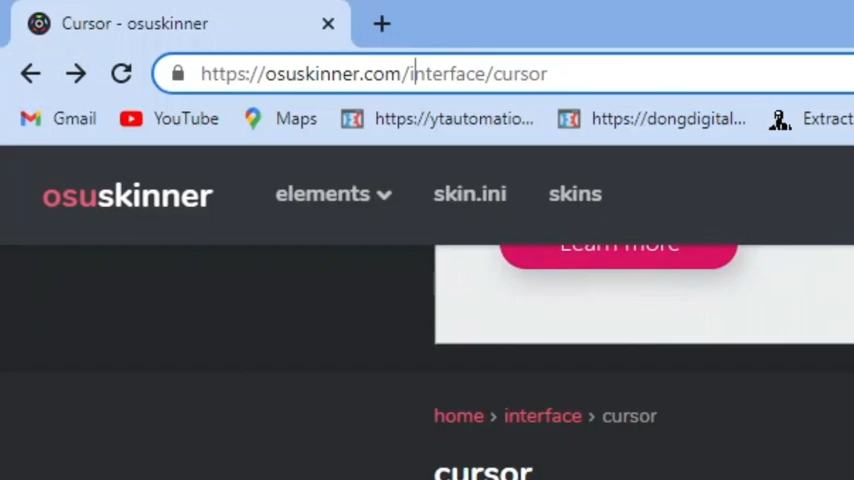 Cursor - osuskinner
https://osuskinner.com/interface/cursor
Gmail YouTube Maps https://ytautomatio... https://dongdigital... Extract
osuskinner elements skin.ini skins
Learn more
home › interface › cursor
cursor